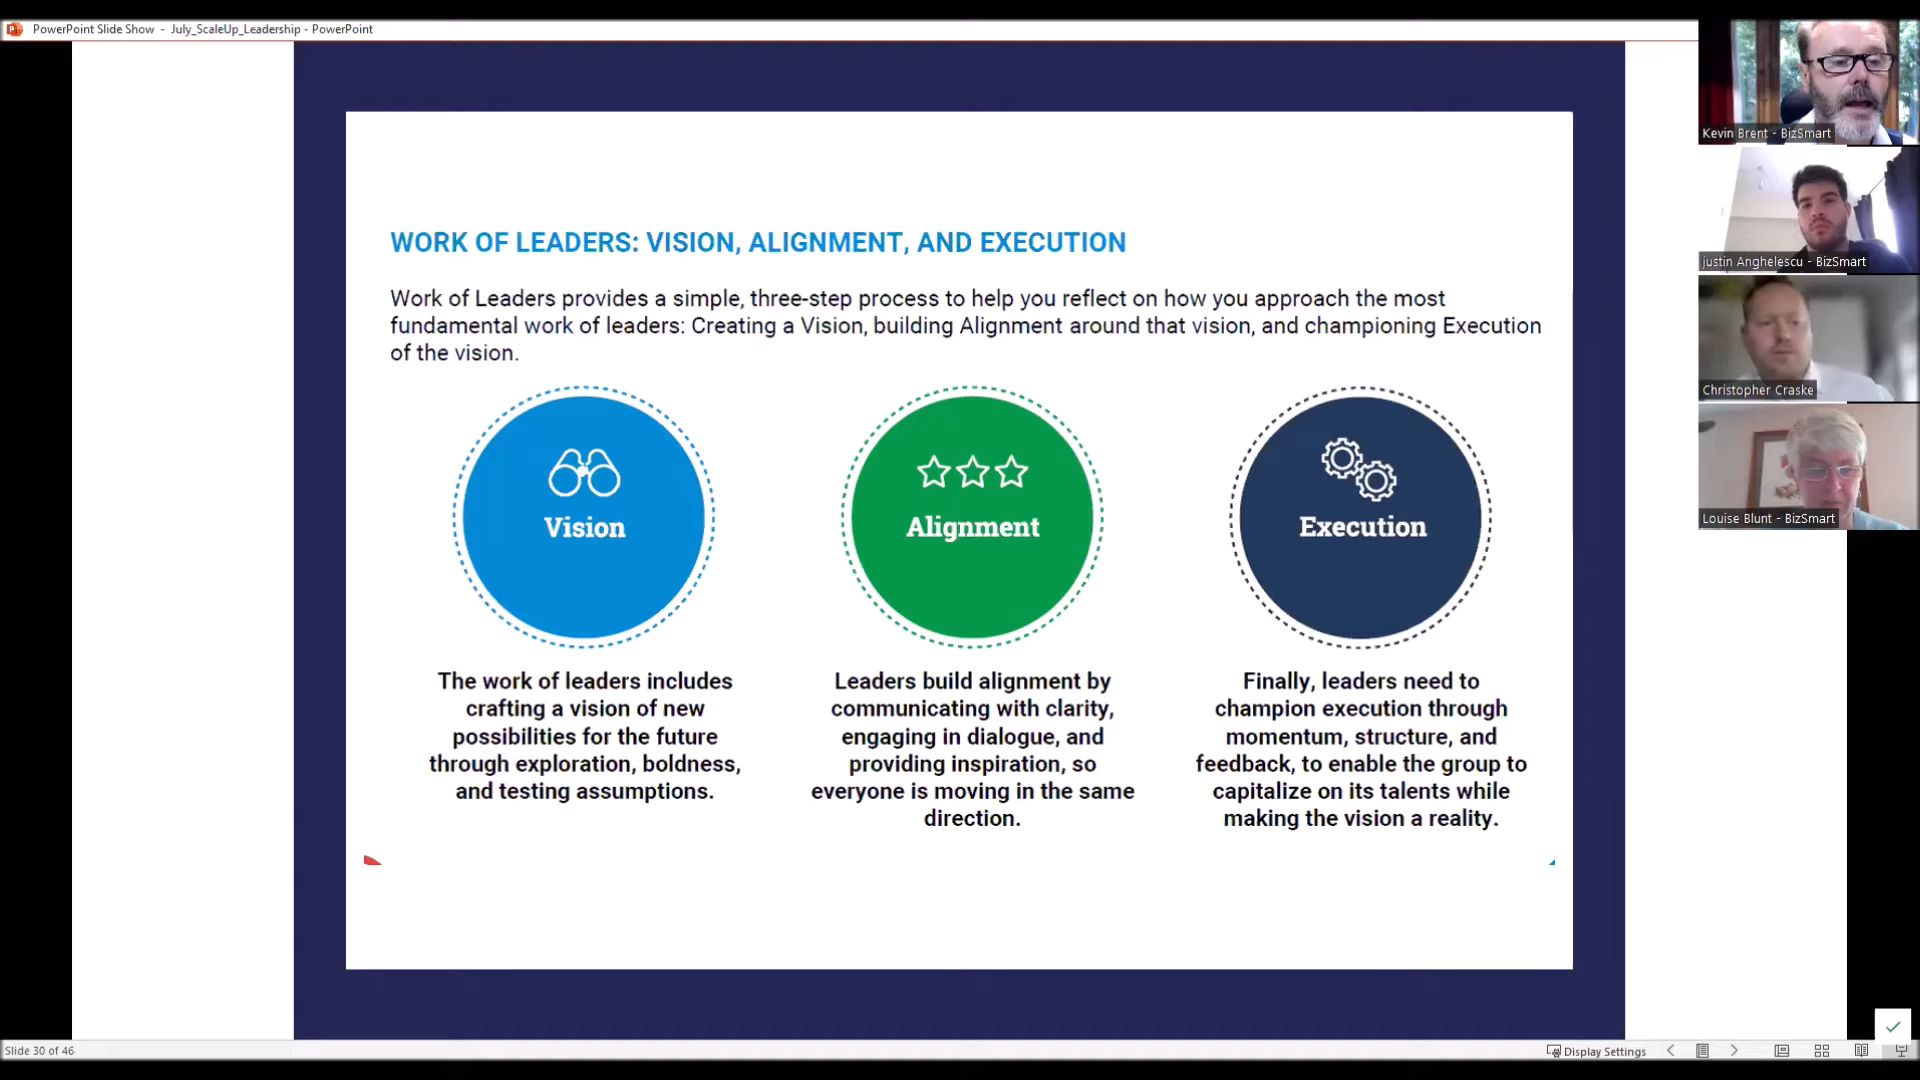 PowerPoint Slide Show - July_ScaleUp_Leadership - PowerPoint
Kevin Brent - BizSmart
justin Anghelescu - BizSmart
Christopher Craske
Louise Blunt - BizSmart
WORK OF LEADERS: VISION, ALIGNMENT, AND EXECUTION
Work of Leaders provides a simple, three-step process to help you reflect on how you approach the most
fundamental work of leaders: Creating a Vision, building Alignment around that vision, and championing Execution
of the vision.
Vision
The work of leaders includes
crafting a vision of new
possibilities for the future
through exploration, boldness,
and testing assumptions.
Alignment
Leaders build alignment by
communicating with clarity,
engaging in dialogue, and
providing inspiration, so
everyone is moving in the same
direction.
Execution
Finally, leaders need to
champion execution through
momentum, structure, and
feedback, to enable the group to
capitalize on its talents while
making the vision a reality.
Slide 30 of 46
Display Settings